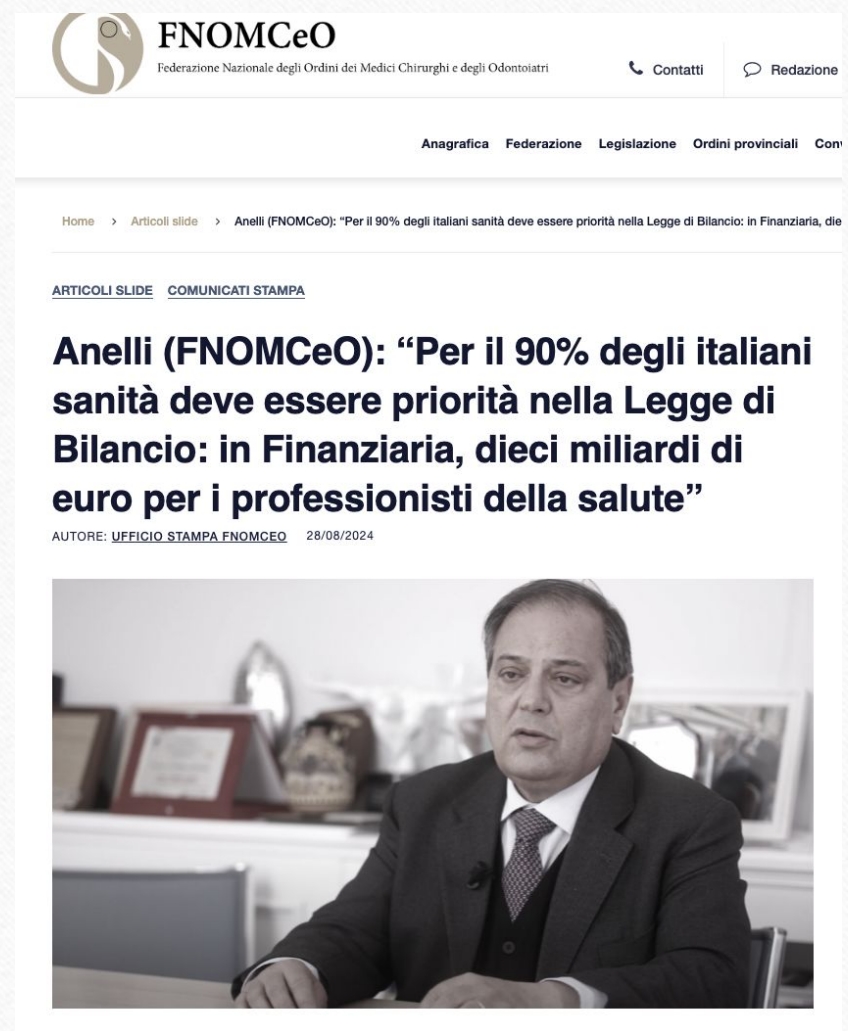 FNOMCeO
Federazione Nazionale degli Ordini dei Medici Chirurghi e degli Odontoiatri
Contatti
Redazione
Anagrafica Federazione Legislazione Ordini provinciali
Home > Articoli slide > Anelli (FNOMCeO): “Per il 90% degli italiani sanità deve essere priorità nella Legge di Bilancio: in Finanziaria, die
ARTICOLI SLIDE COMUNICATI STAMPA
Anelli (FNOMCeO): “Per il 90% degli italiani
sanità deve essere priorità nella Legge di
Bilancio: in Finanziaria, dieci miliardi di
euro per i professionisti della salute”
AUTORE: UFFICIO STAMPA FNOMCEO 28/08/2024